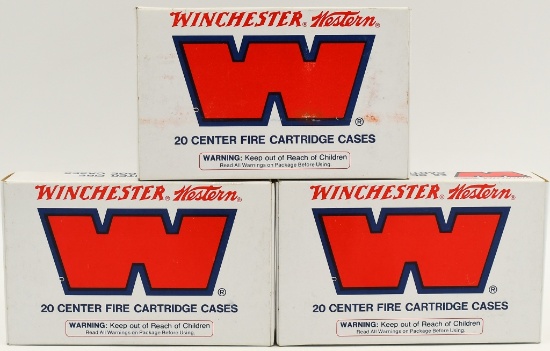 WINCHESTER® Western®
W®
20 CENTER FIRE CARTRIDGE CASES
WARNING: Keep out of Reach of Children
Read All Warnings on Package Before Using.
WINCHESTER® Western®
W®
20 CENTER FIRE CARTRIDGE CASES
WARNING: Keep out of Reach of Children
Read All Warnings on Package Before Using.
WINCHESTER® Western®
W®
20 CENTER FIRE CARTRIDGE CASES
WARNING: Keep out of Reach of Children
Read All Warnings on Package Before Using.